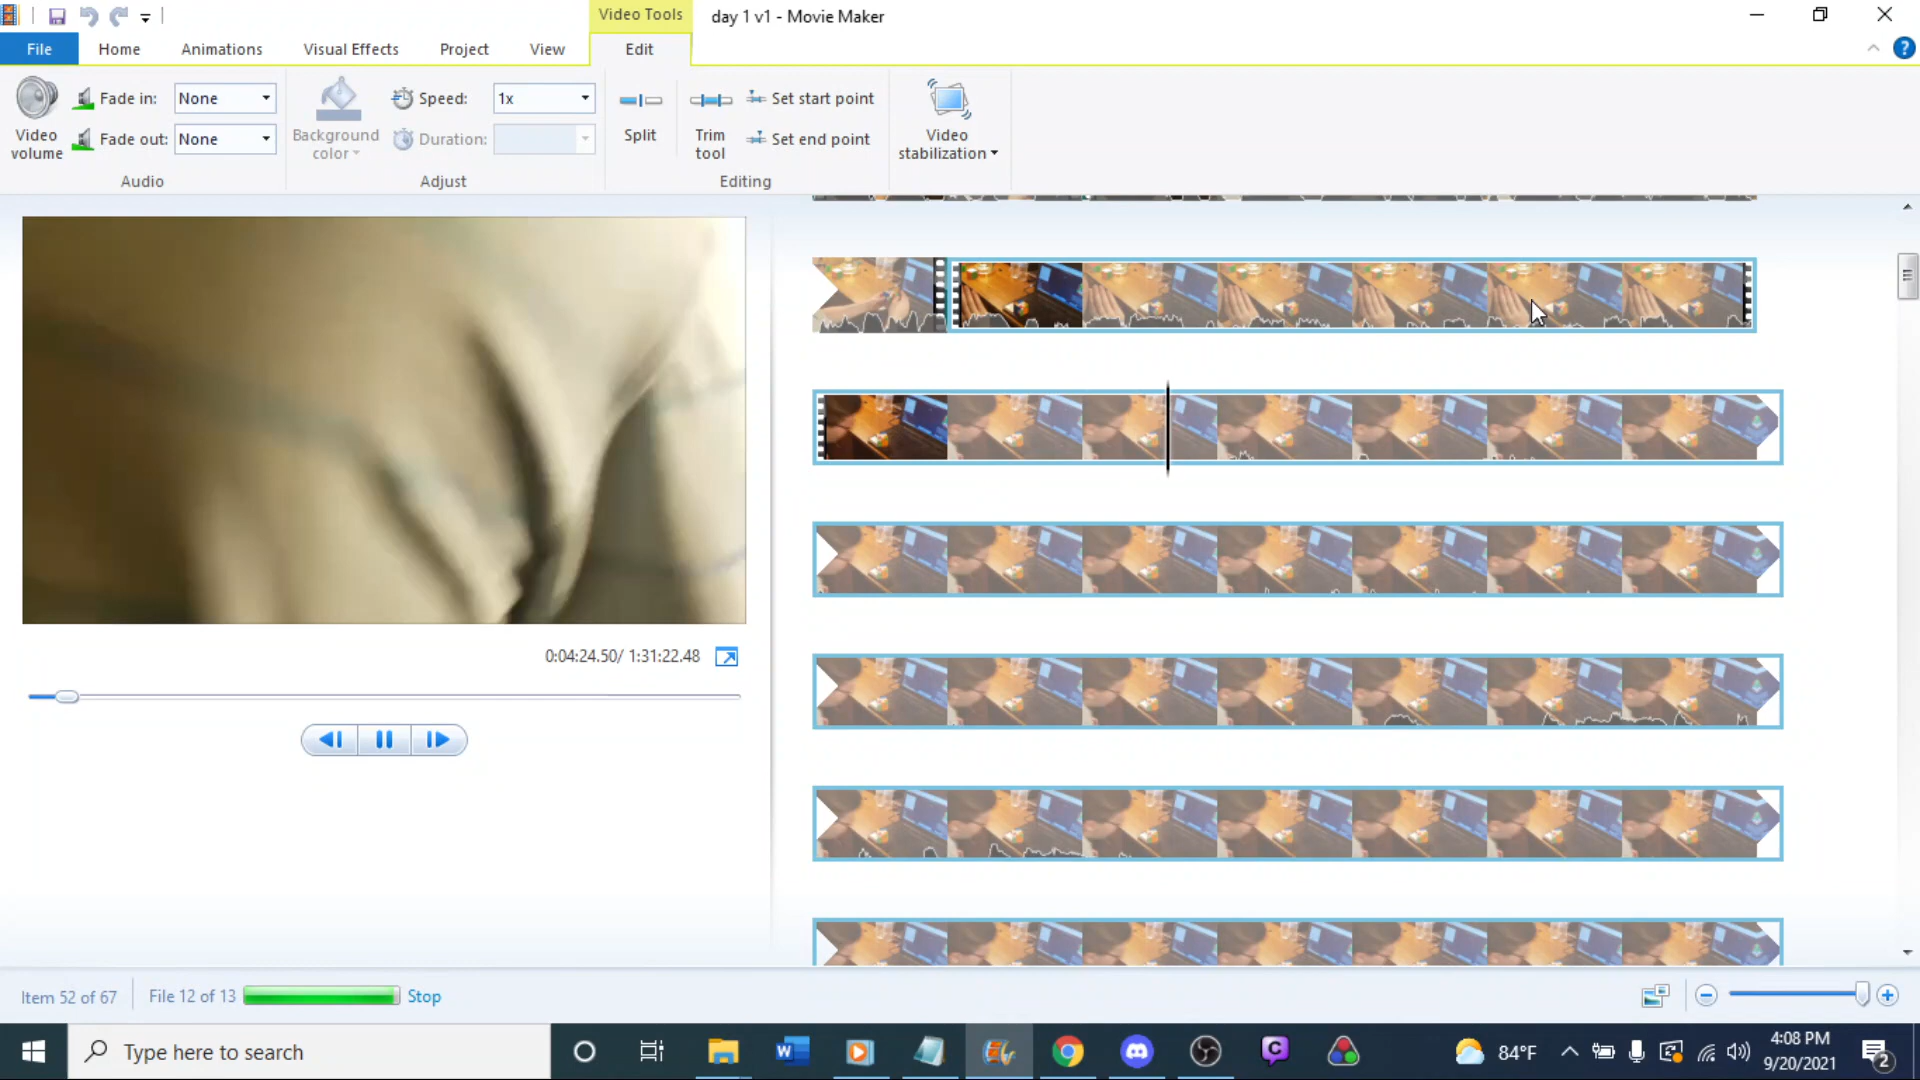 Video Tools
day 1 v1 - Movie Maker
File
Home
Animations
Visual Effects
Project
View
Edit
Video volume
Fade in:
None
Fade out:
None
Audio
Background color
Speed:
1x
Duration:
Adjust
Split
Trim tool
Set start point
Set end point
Editing
Video stabilization
0:04:24.50/ 1:31:22.48
Item 52 of 67
File 12 of 13
Stop
Type here to search
84°F
4:08 PM
9/20/2021
2